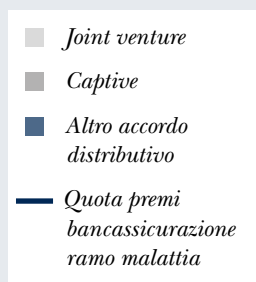 Joint venture
Captive
Altro accordo
distributivo
Quota premi
bancassicurazione
ramo malattia